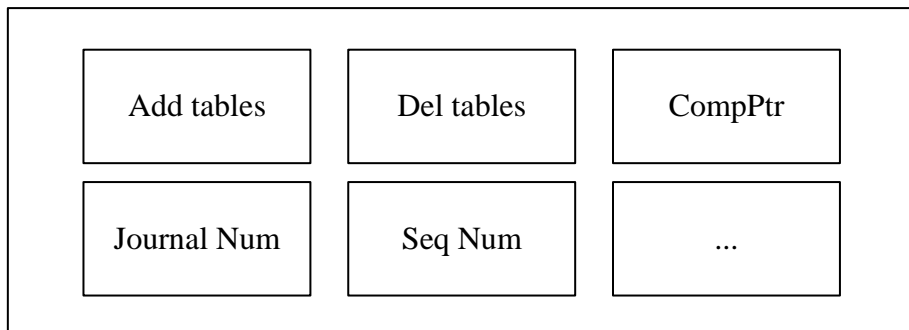 Add tables
Del tables
CompPtr
Journal Num
Seq Num
...